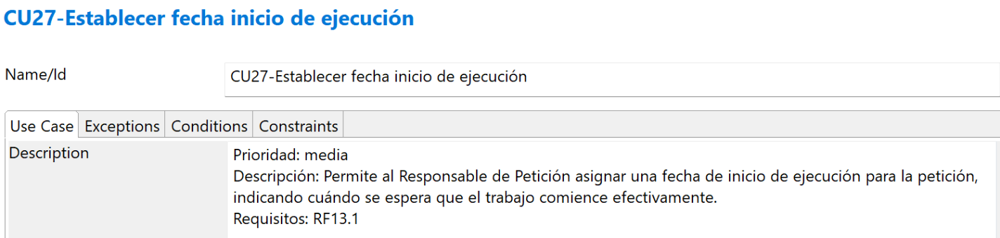 CU27-Establecer fecha inicio de ejecución
Name/Id
CU27-Establecer fecha inicio de ejecución
Use Case Exceptions Conditions Constraints
Description
Prioridad: media
Descripción: Permite al Responsable de Petición asignar una fecha de inicio de ejecución para la petición,
indicando cuándo se espera que el trabajo comience efectivamente.
Requisitos: RF13.1